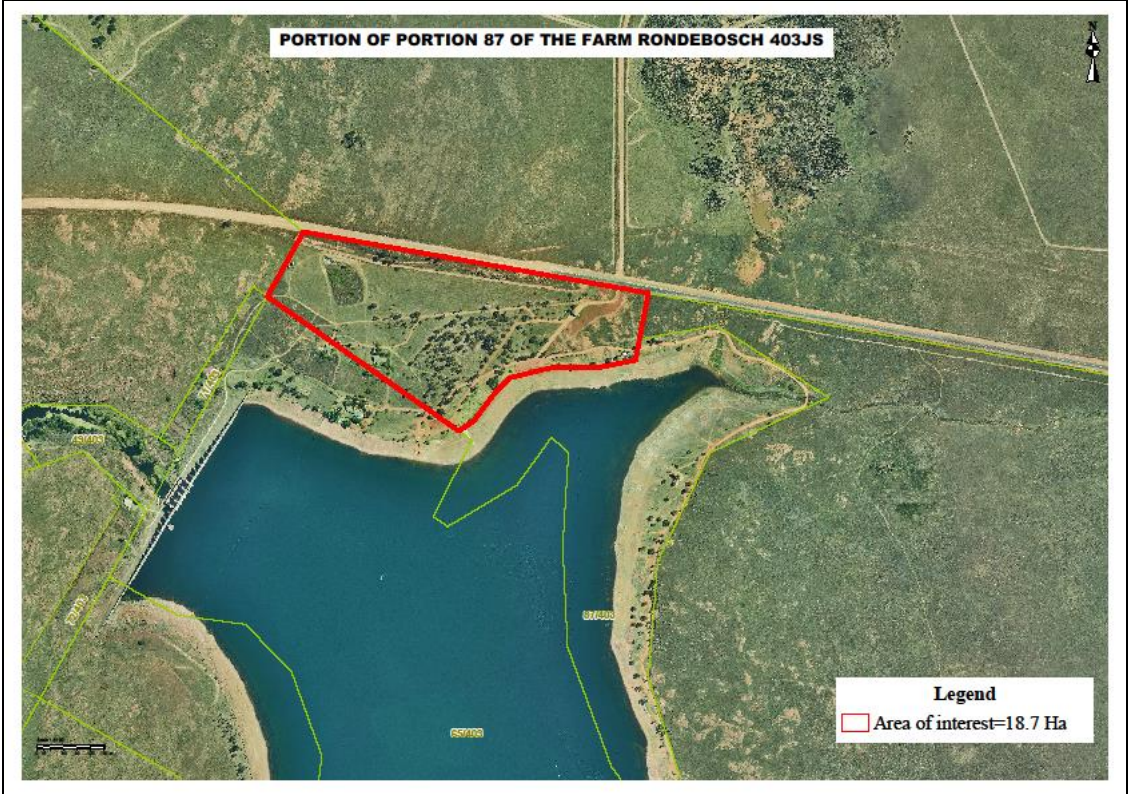 PORTION OF PORTION 87 OF THE FARM RONDEBOSCH 403JS
N
87/403
65/403
Legend
Area of interest=18.7 Ha